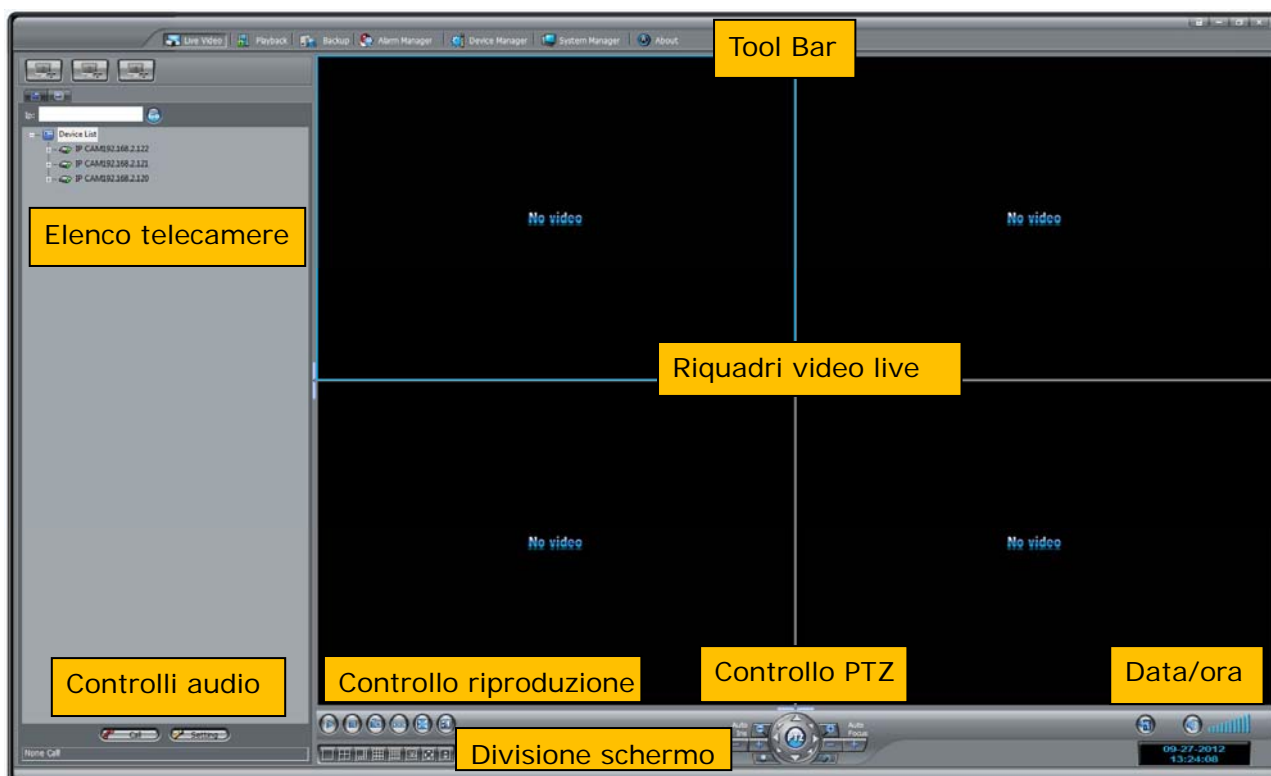 Live Video Playback Backup Alarm Manager Device Manager System Manager About
Tool Bar
Ip:
Device List
IP CAM192.168.2.122
IP CAM192.168.2.121
IP CAM192.168.2.120
Elenco telecamere
No video
No video
Riquadri video live
No video
No video
Controlli audio
Controllo riproduzione
Controllo PTZ
Data/ora
Call
Setting
Auto Iris
PTZ
Auto Focus
Divisione schermo
None Call
09-27-2012
13:24:08